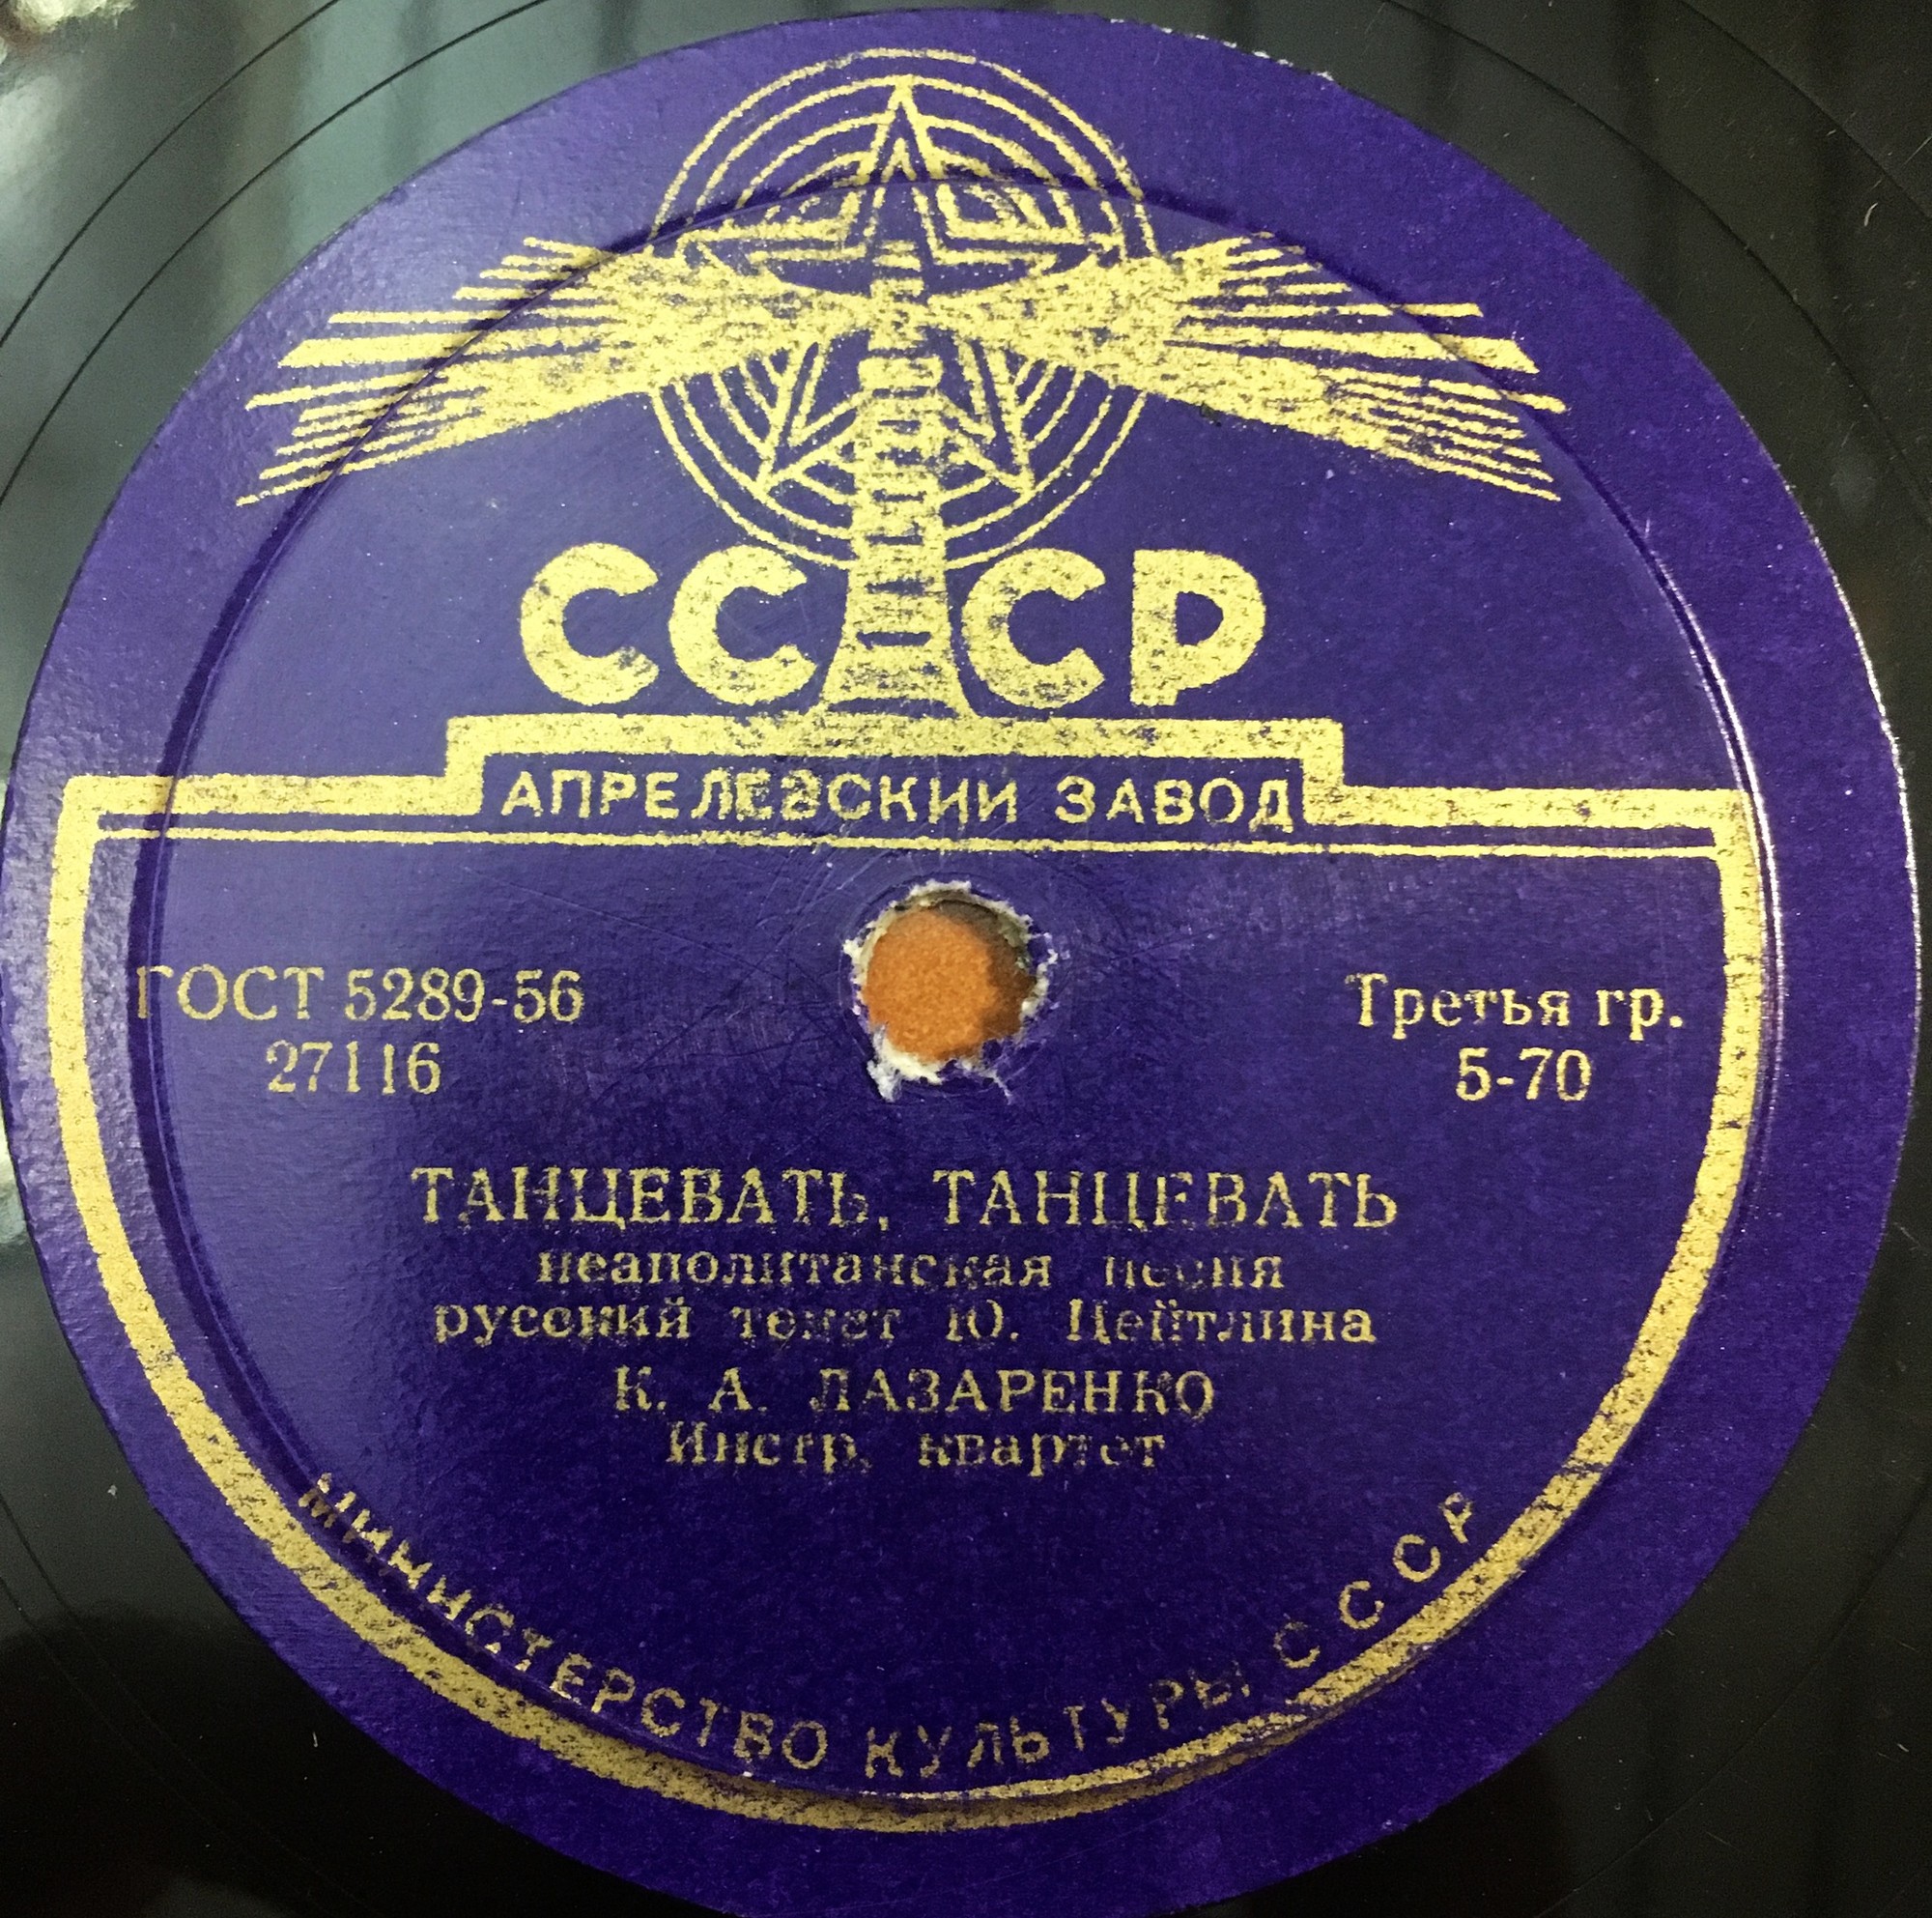 СССР
АПРЕЛЕВСКИЙ ЗАВОД
ГОСТ 5289-56
27116
Третья гр.
5-70
ТАНЦЕВАТЬ, ТАНЦЕВАТЬ
неаполитанская песня
русский текст Ю. Цейтлина
К. А. ЛАЗАРЕНКО
Инстр. квартет
МИНИСТЕРСТВО КУЛЬТУРЫ СССР